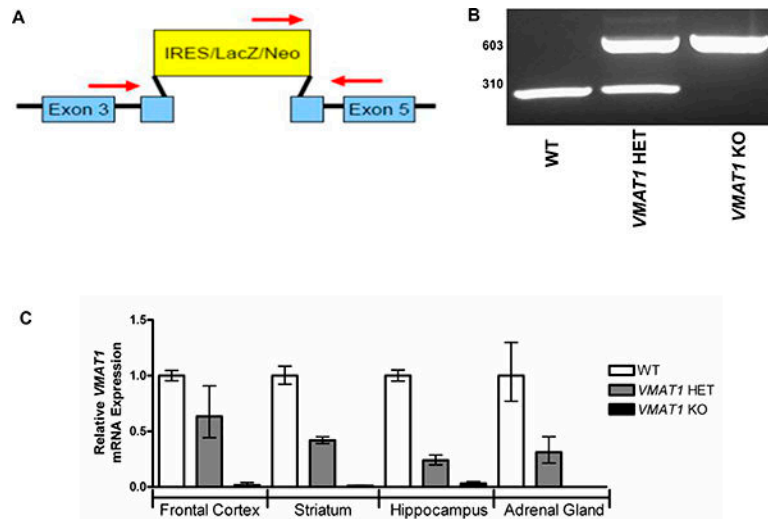 A
IRES/LacZ/Neo
Exon 3
Exon 5
B
603
310
WT
VMAT1 HET
VMAT1 KO
C
Relative VMAT1
mRNA Expression
1.5
1.0
0.5
0.0
Frontal Cortex
Striatum
Hippocampus
Adrenal Gland
WT
VMAT1 HET
VMAT1 KO